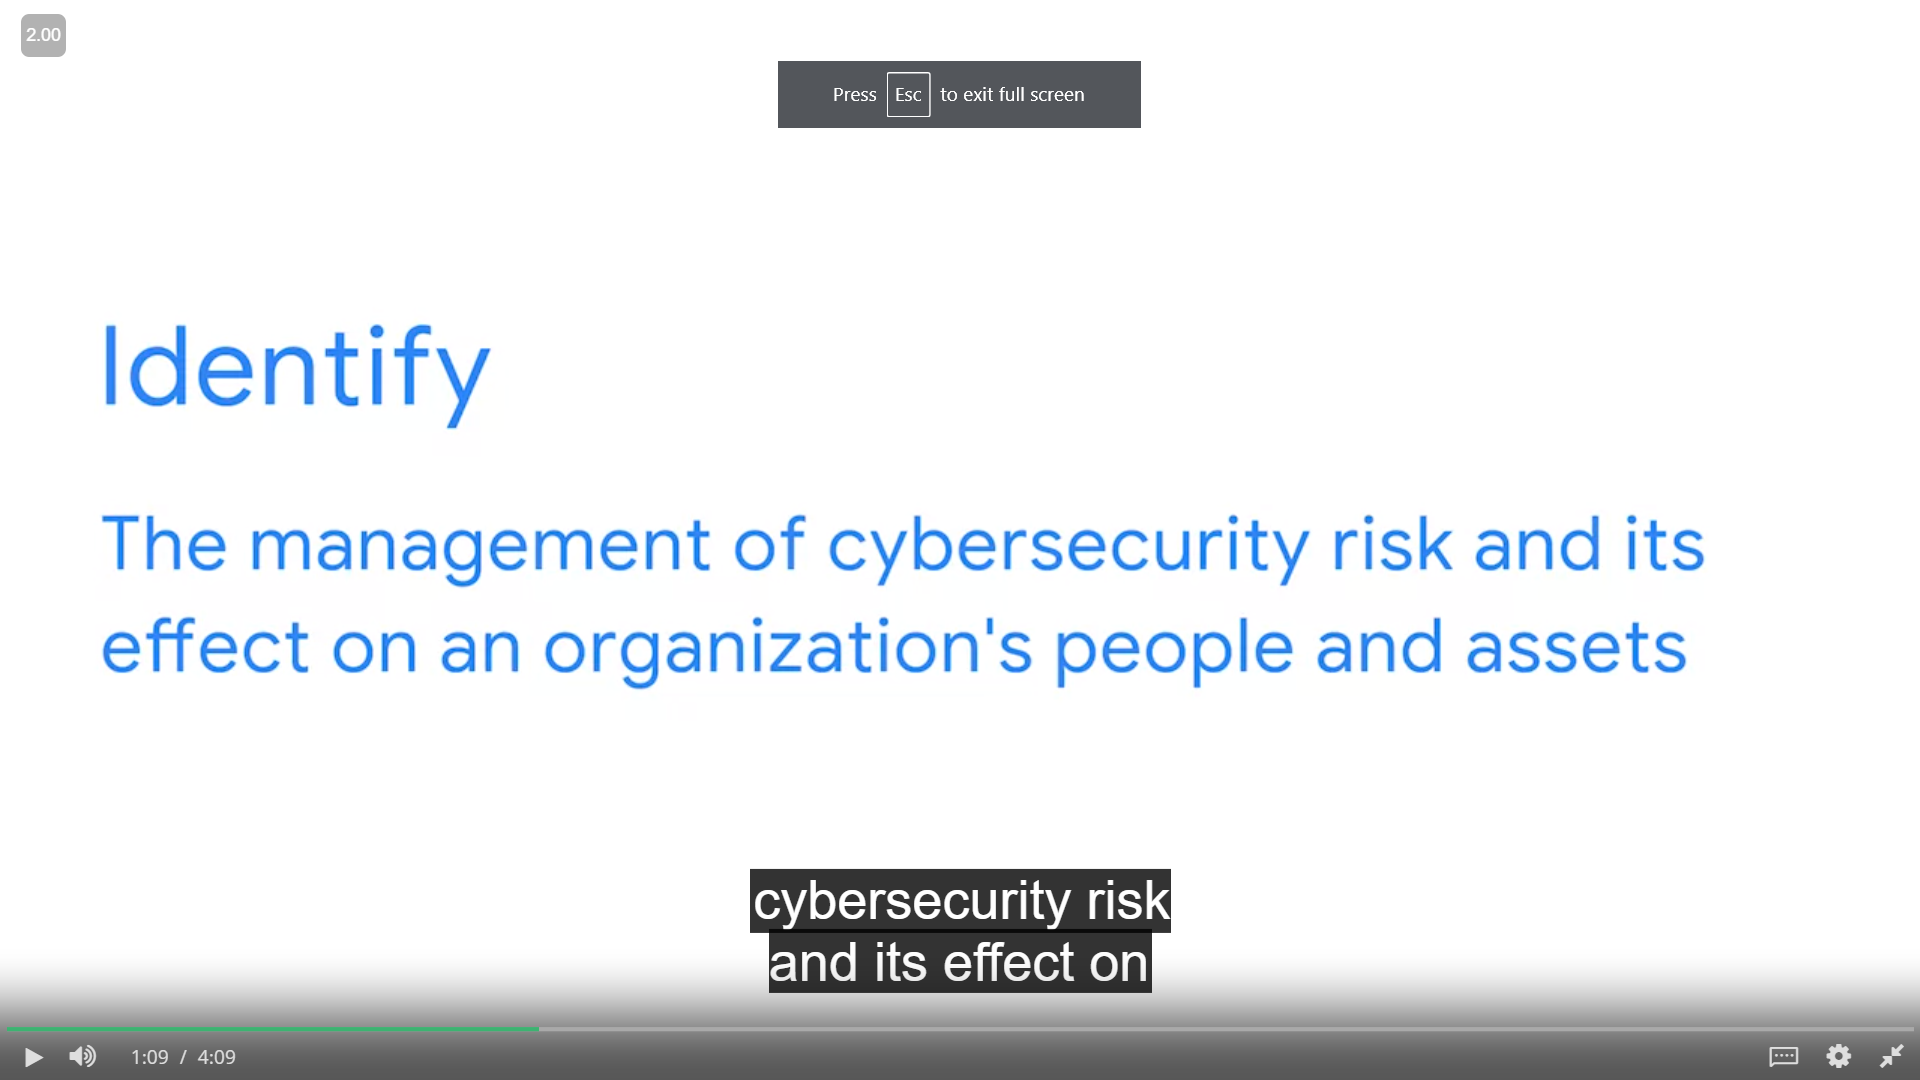 2.00
Press Esc to exit full screen
Identify
The management of cybersecurity risk and its
effect on an organization's people and assets
cybersecurity risk
and its effect on
1:09 / 4:09